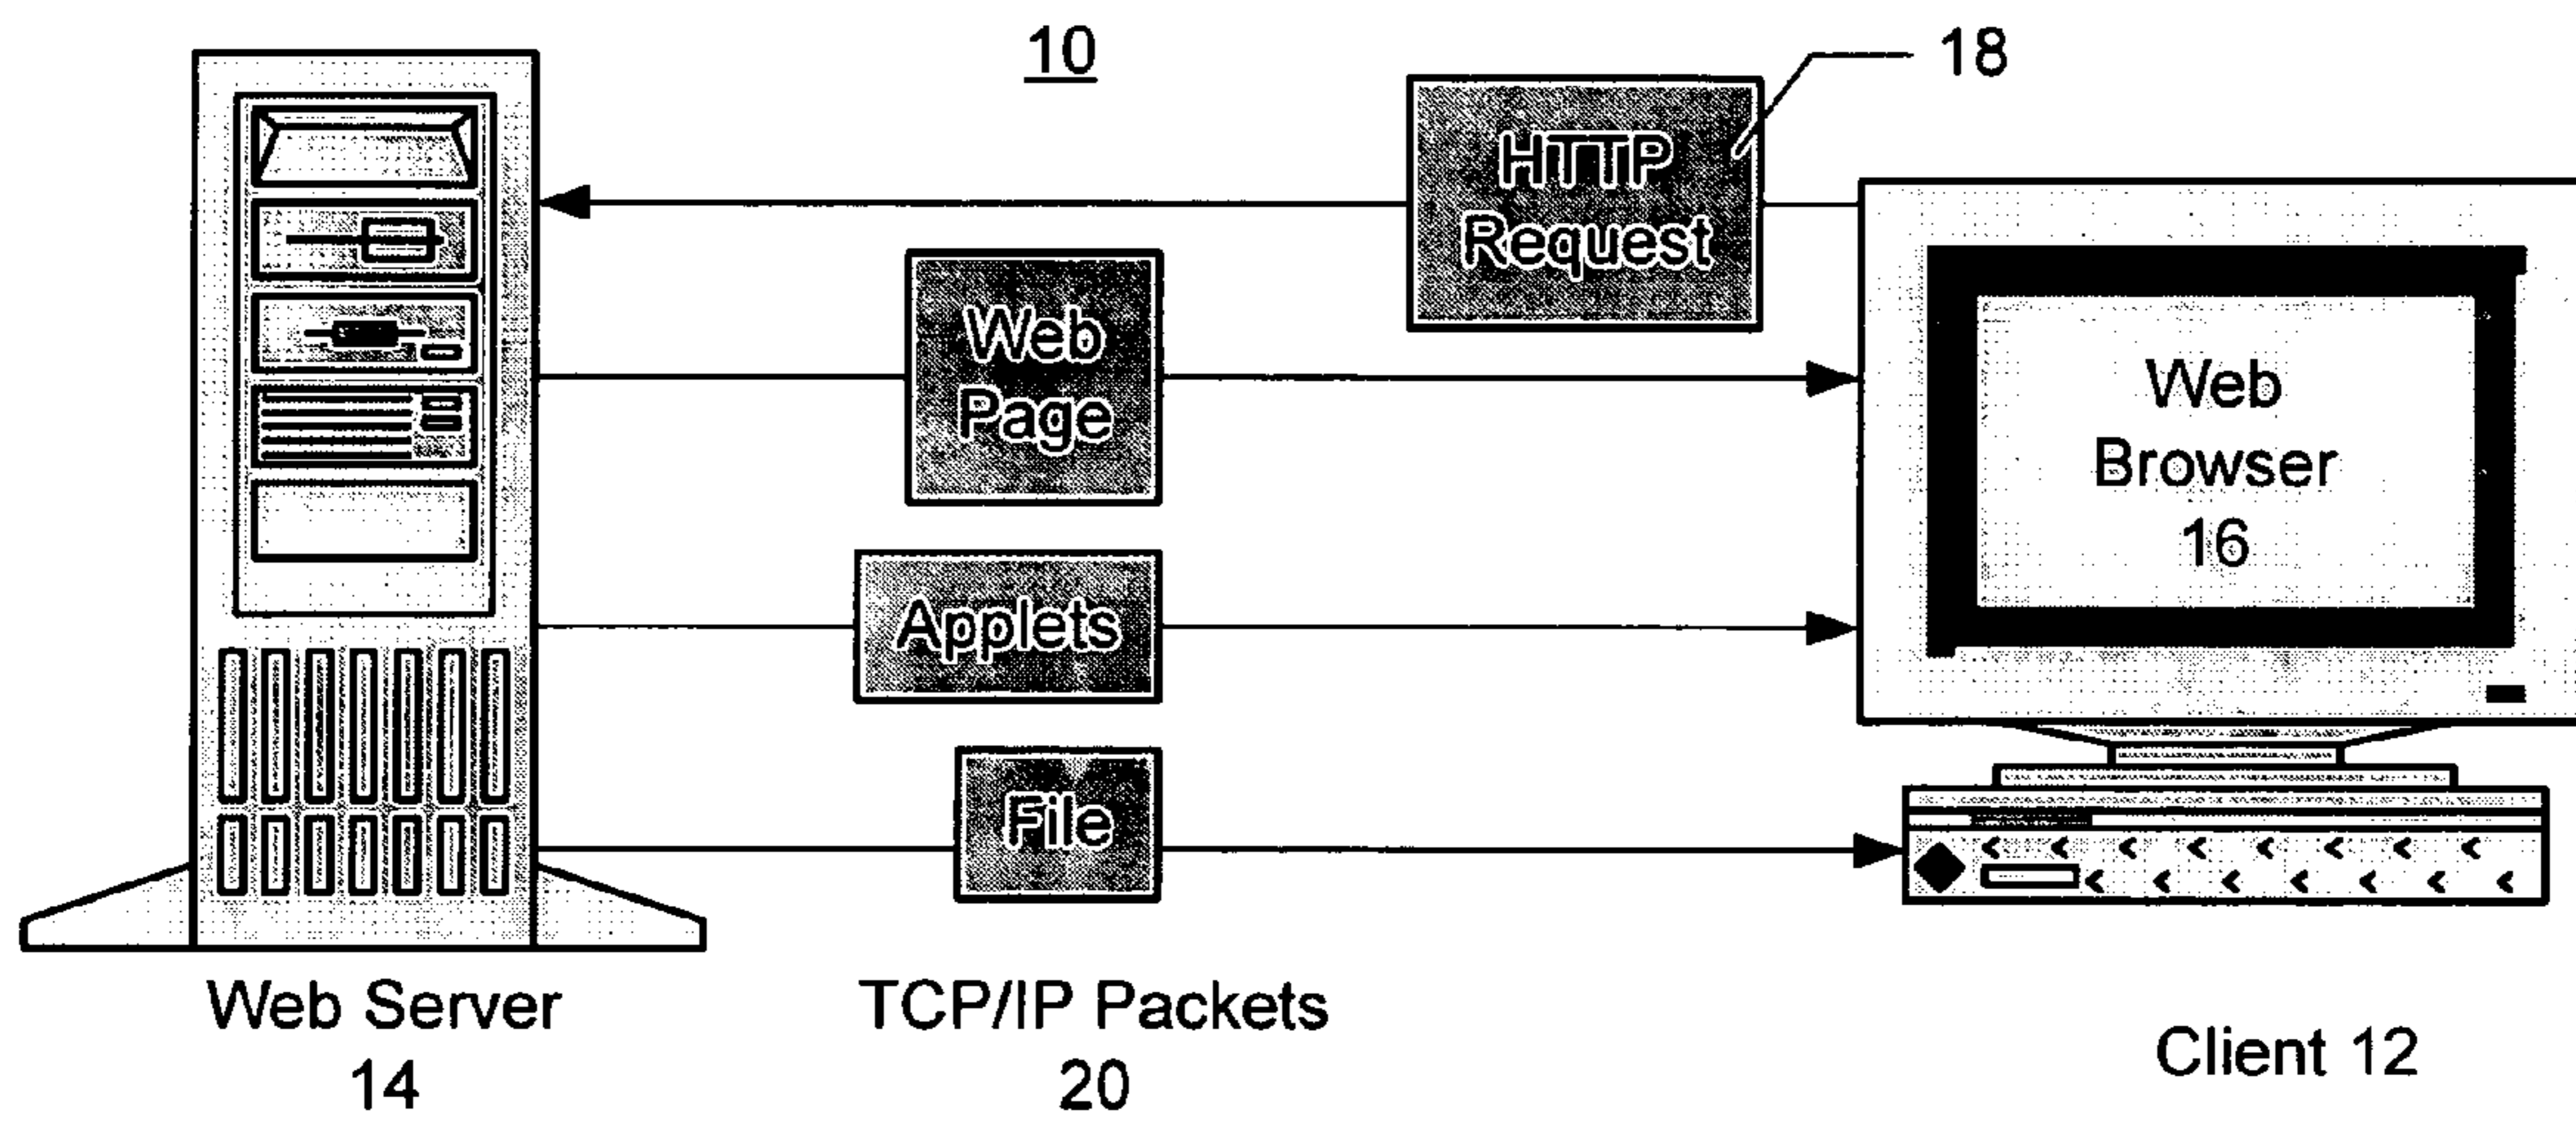 10
18
HTTP
Request
Web
Page
Web
Browser
16
Applets
File
Web Server
14
TCP/IP Packets
20
Client 12